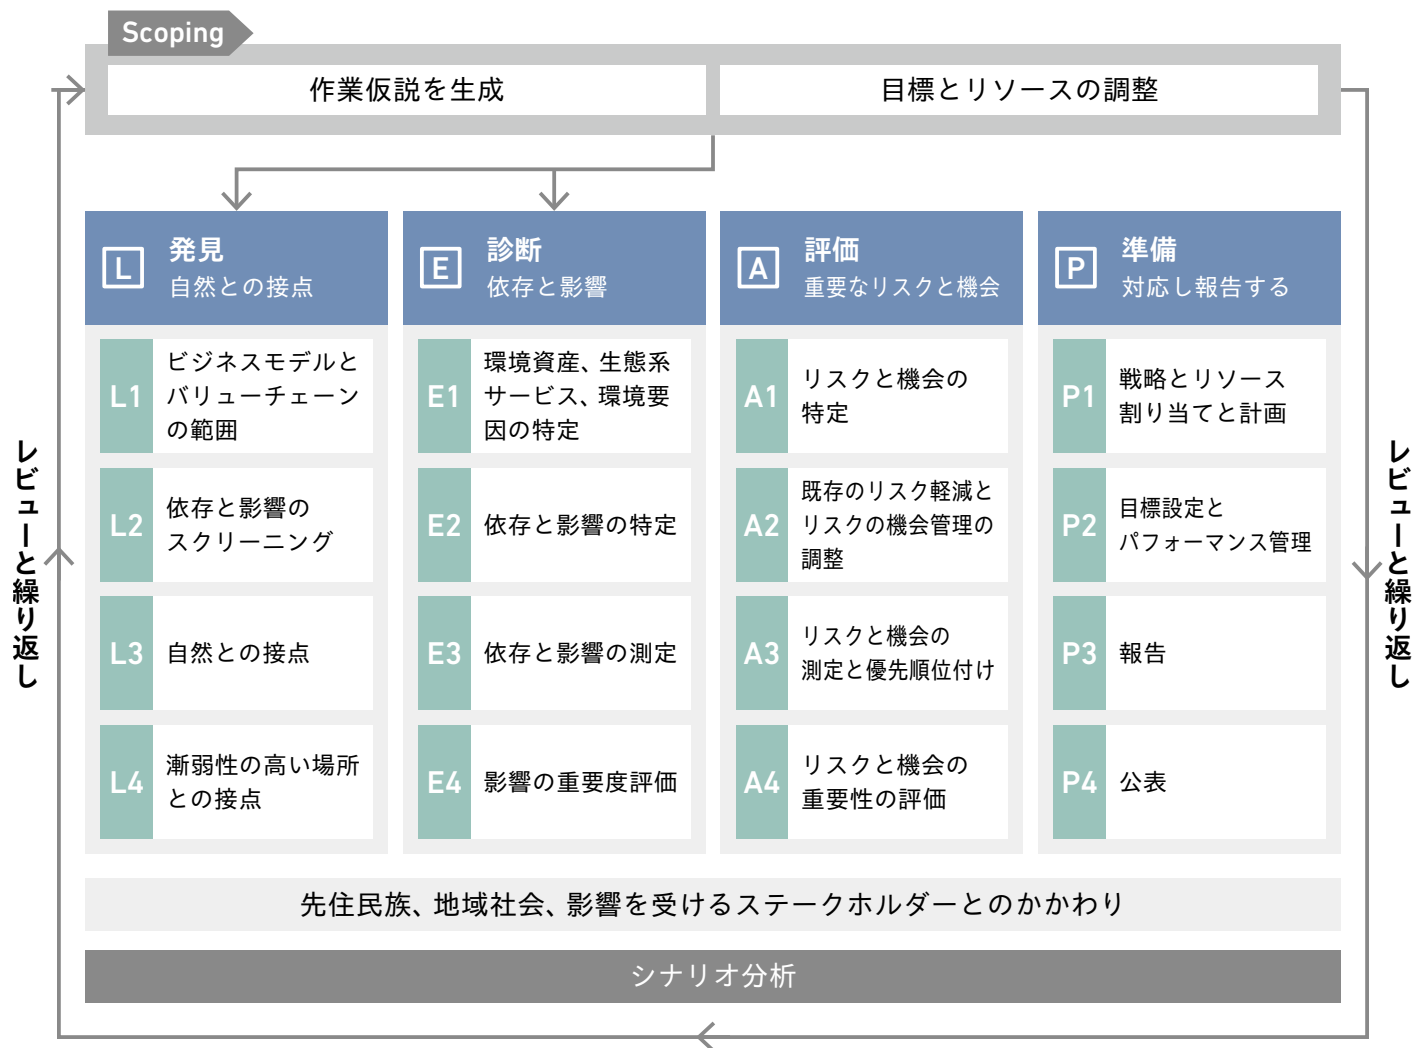 Scoping
作業仮説を生成
目標とリソースの調整
L
発見
自然との接点
E
診断
依存と影響
A
評価
重要なリスクと機会
P
準備
対応し報告する
L1
ビジネスモデルと
バリューチェーン
の範囲
E1
環境資産、生態系
サービス、環境要
因の特定
A1
リスクと機会の
特定
P1
戦略とリソース
割り当てと計画
L2
依存と影響の
スクリーニング
E2
依存と影響の特定
A2
既存のリスク軽減と
リスクの機会管理の
調整
P2
目標設定と
パフォーマンス管理
L3
自然との接点
E3
依存と影響の測定
A3
リスクと機会の
測定と優先順位付け
P3
報告
L4
漸弱性の高い場所
との接点
E4
影響の重要度評価
A4
リスクと機会の
重要性の評価
P4
公表
先住民族、地域社会、影響を受けるステークホルダーとのかかわり
シナリオ分析
レビューと繰り返し
レビューと繰り返し